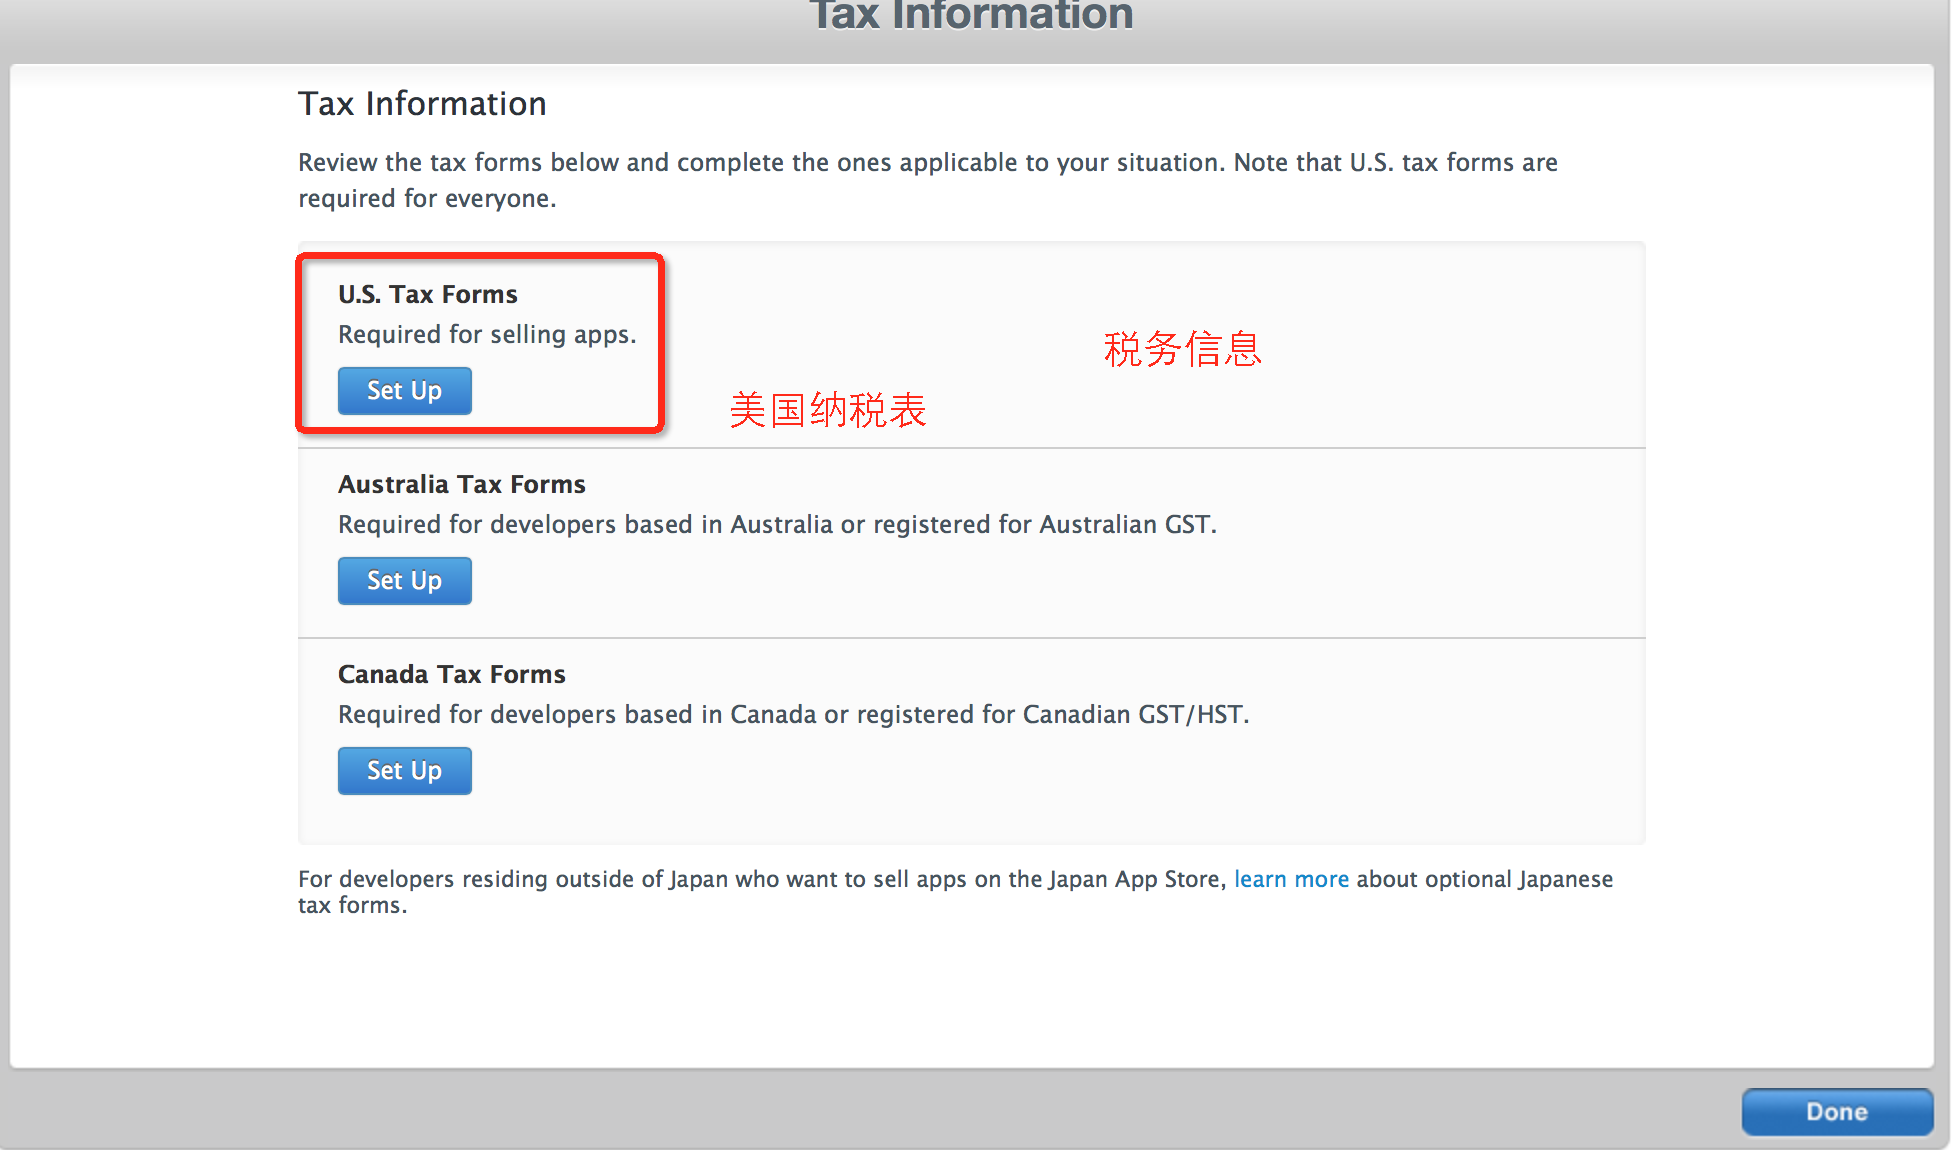 Tax Information
Tax Information
Review the tax forms below and complete the ones applicable to your situation. Note that U.S. tax forms are
required for everyone.
U.S. Tax Forms
Required for selling apps.
税务信息
Set Up
美国纳税表
Australia Tax Forms
Required for developers based in Australia or registered for Australian GST.
Set Up
Canada Tax Forms
Required for developers based in Canada or registered for Canadian GST/HST.
Set Up
For developers residing outside of Japan who want to sell apps on the Japan App Store, learn more about optional Japanese
tax forms.
Done